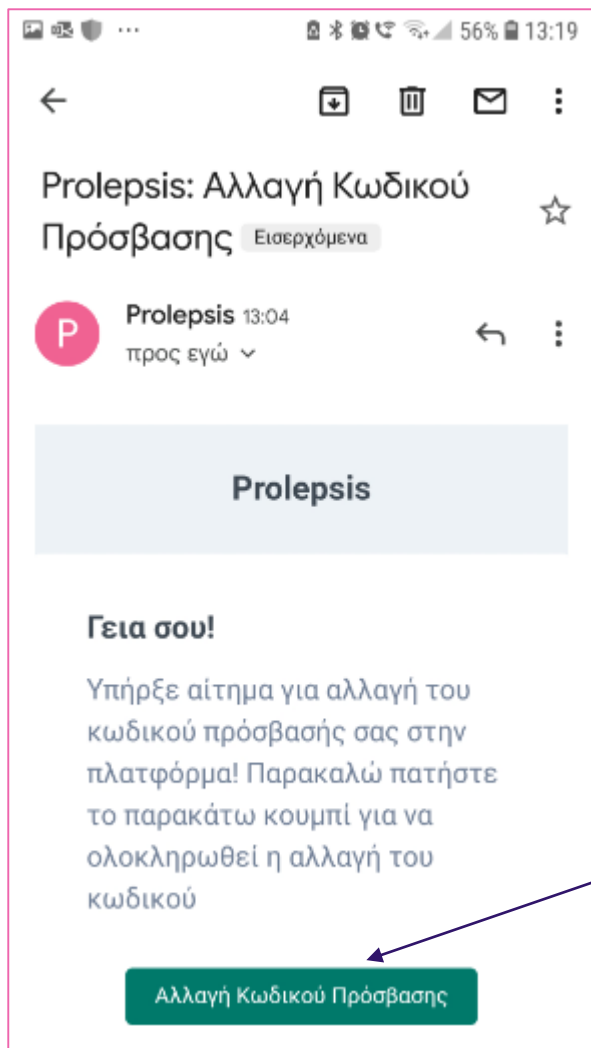 56% 13:19
Prolepsis: Αλλαγή Κωδικού
Πρόσβασης Εισερχόμενα
P
Prolepsis 13:04
προς εγώ
Prolepsis
Γεια σου!
Υπήρξε αίτημα για αλλαγή του
κωδικού πρόσβασής σας στην
πλατφόρμα! Παρακαλώ πατήστε
το παρακάτω κουμπί για να
ολοκληρωθεί η αλλαγή του
κωδικού
Αλλαγή Κωδικού Πρόσβασης